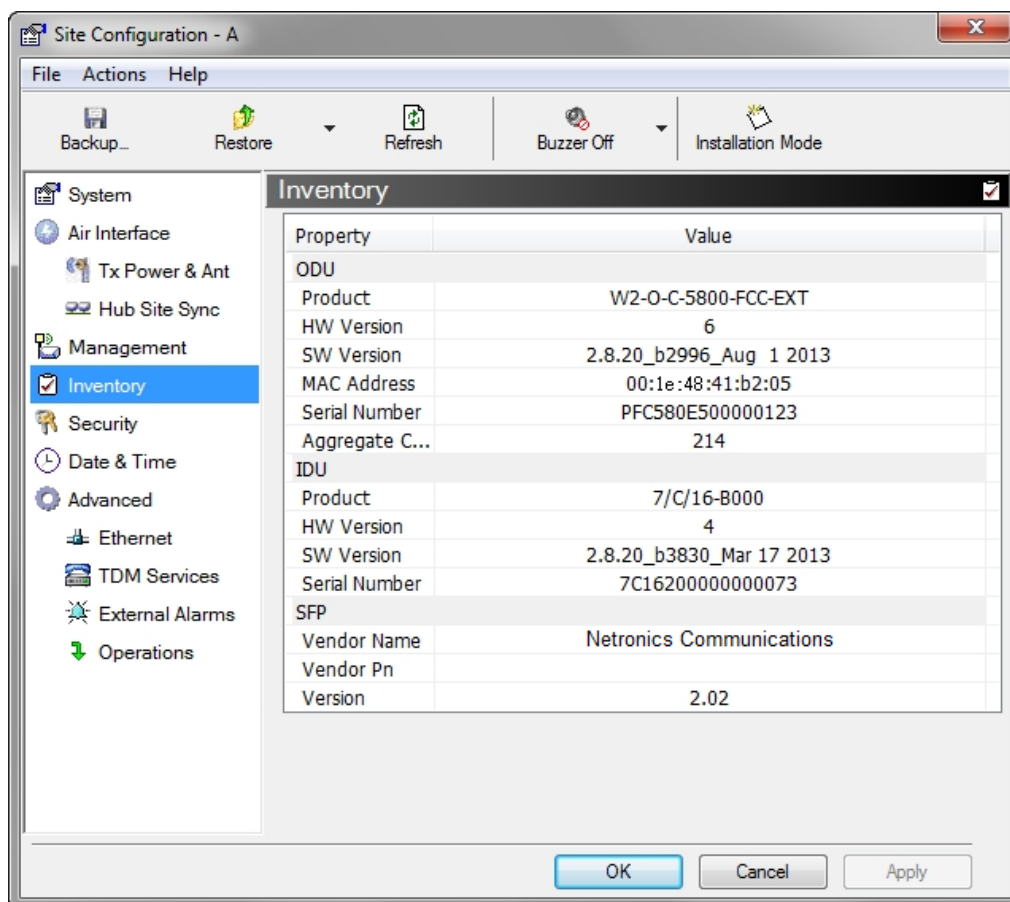 Site Configuration - A
File Actions Help
Backup... Restore Refresh Buzzer Off Installation Mode
System
Air Interface
Tx Power & Ant
Hub Site Sync
Management
Inventory
Security
Date & Time
Advanced
Ethernet
TDM Services
External Alarms
Operations
Inventory
Property Value
ODU
Product W2-O-C-5800-FCC-EXT
HW Version 6
SW Version 2.8.20_b2996_Aug 1 2013
MAC Address 00:1e:48:41:b2:05
Serial Number PFC580E500000123
Aggregate C... 214
IDU
Product 7/C/16-B000
HW Version 4
SW Version 2.8.20_b3830_Mar 17 2013
Serial Number 7C16200000000073
SFP
Vendor Name Netronics Communications
Vendor Pn
Version 2.02
OK Cancel Apply